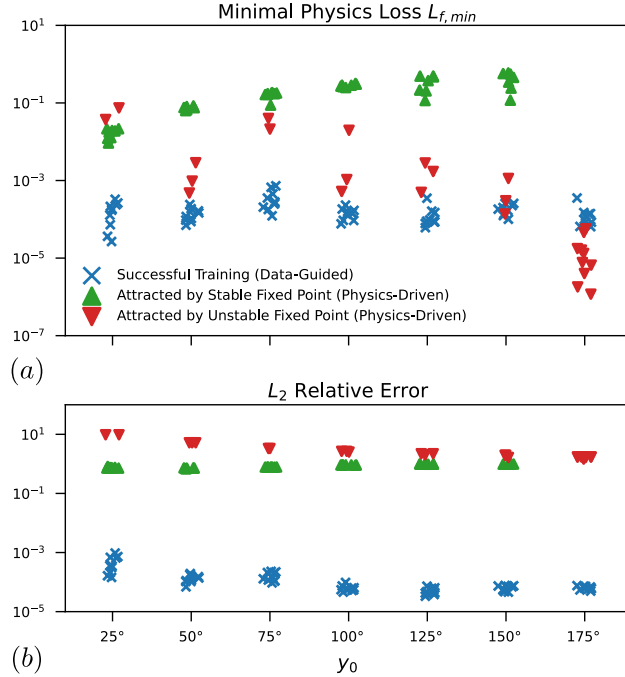 Minimal Physics Loss L_{f,min}
10^1
10^{-1}
10^{-3}
10^{-5}
10^{-7}
Successful Training (Data-Guided)
Attracted by Stable Fixed Point (Physics-Driven)
Attracted by Unstable Fixed Point (Physics-Driven)
(a)
L_2 Relative Error
10^1
10^{-1}
10^{-3}
10^{-5}
25° 50° 75° 100° 125° 150° 175°
(b)
y_0